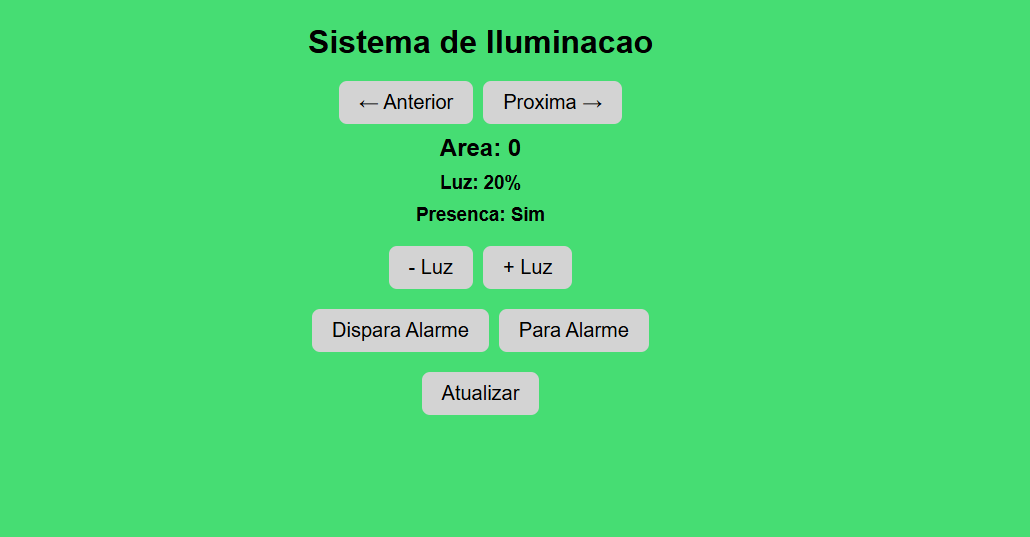 Sistema de Iluminacao
← Anterior Proxima →
Area: 0
Luz: 20%
Presenca: Sim
- Luz + Luz
Dispara Alarme Para Alarme
Atualizar